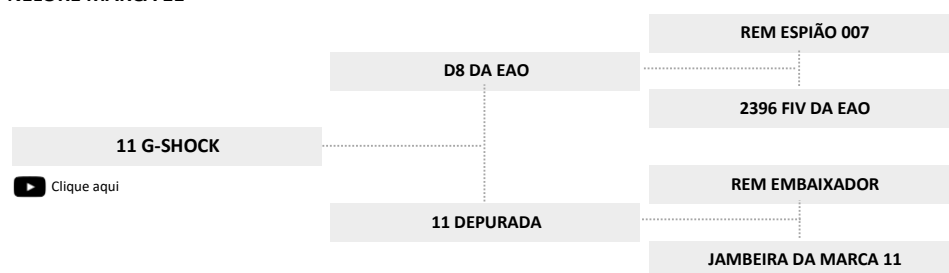 REM ESPIÃO 007
D8 DA EAO
2396 FIV DA EAO
11 G-SHOCK
Clique aqui
REM EMBAIXADOR
11 DEPURADA
JAMBEIRA DA MARCA 11